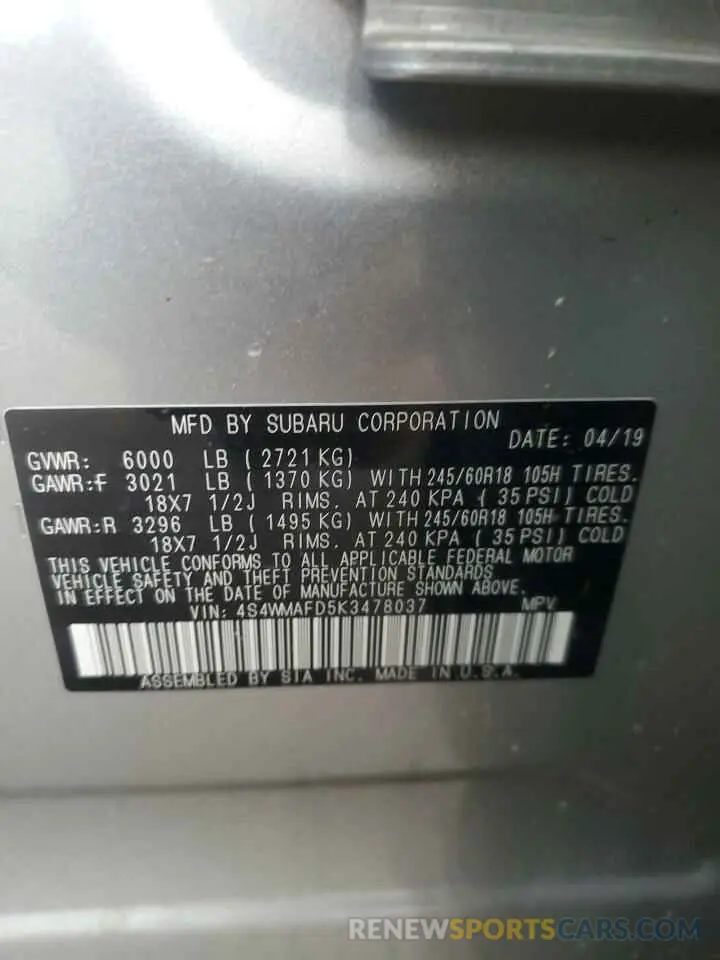 MFD BY SUBARU CORPORATION
DATE: 04/19
GVWR: 6000 LB ( 2721 KG)
GAWR:F 3021 LB ( 1370 KG) WITH 245/60R18 105H TIRES.
18X7 1/2J RIMS. AT 240 KPA ( 35 PSI) COLD
GAWR:R 3296 LB ( 1495 KG) WITH 245/60R18 105H TIRES.
18X7 1/2J RIMS. AT 240 KPA ( 35 PSI) COLD
THIS VEHICLE CONFORMS TO ALL APPLICABLE FEDERAL MOTOR
VEHICLE SAFETY AND THEFT PREVENTION STANDARDS
IN EFFECT ON THE DATE OF MANUFACTURE SHOWN ABOVE.
VIN: 4S4WMAFD5K3478037 MPV
ASSEMBLED BY SIA INC. MADE IN U.S.A.
RENEWSPORTSCARS.COM